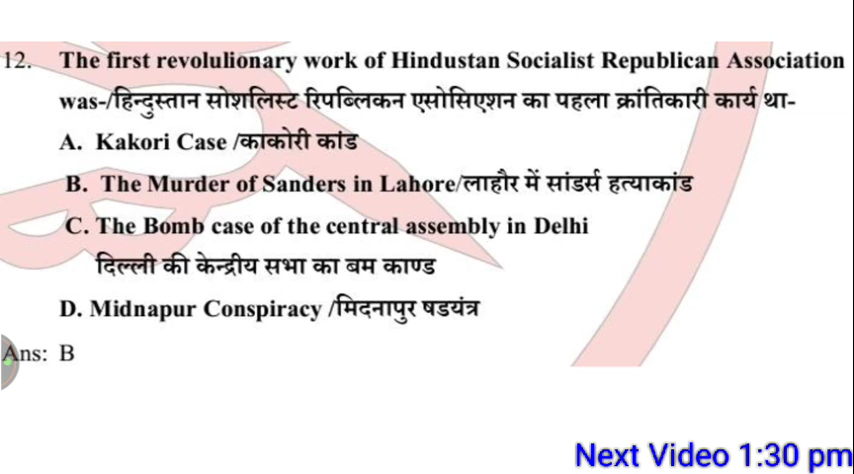 12. The first revolulionary work of Hindustan Socialist Republican Association
was-/हिन्दुस्तान सोशलिस्ट रिपब्लिकन एसोसिएशन का पहला क्रांतिकारी कार्य था-
A. Kakori Case /काकोरी कांड
B. The Murder of Sanders in Lahore/लाहौर में सांडर्स हत्याकांड
C. The Bomb case of the central assembly in Delhi
दिल्ली की केन्द्रीय सभा का बम काण्ड
D. Midnapur Conspiracy /मिदनापुर षडयंत्र
Ans: B
Next Video 1:30 pm